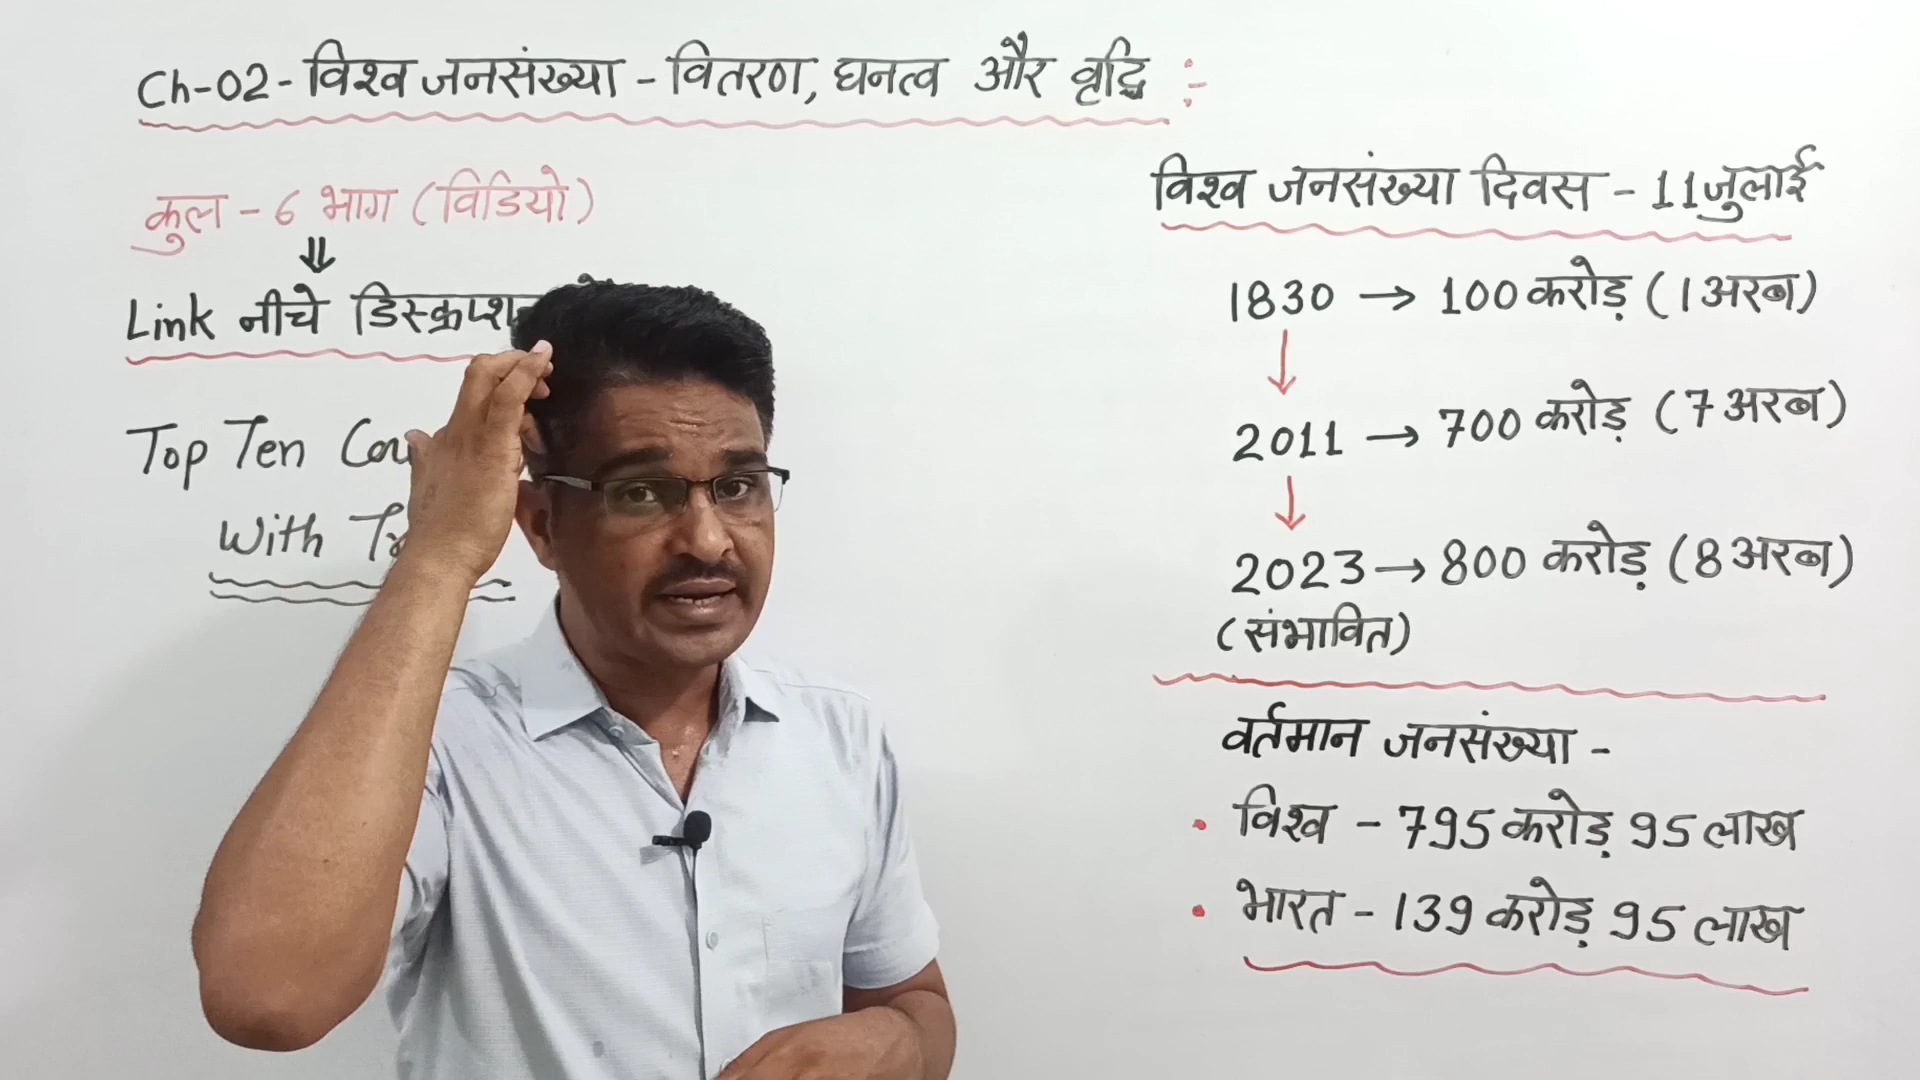 Ch-02- विश्व जनसंख्या - वितरण, घनत्व और वृद्धि :-
कुल - 6 भाग (विडियो)
⇓
Link नीचे
Top Ten
With
विश्व जनसंख्या दिवस - 11 जुलाई
1830 → 100 करोड़ (1 अरब)
↓
2011 → 700 करोड़ (7 अरब)
↓
2023 → 800 करोड़ (8 अरब)
(संभावित)
वर्तमान जनसंख्या -
• विश्व - 795 करोड़ 95 लाख
• भारत - 139 करोड़ 95 लाख